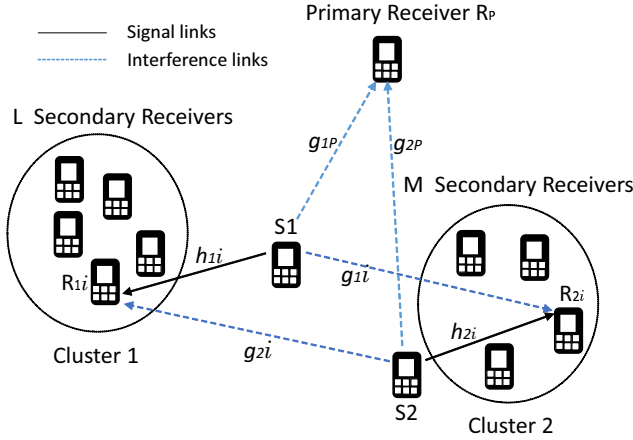 Primary Receiver RP
Signal links
Interference links
L Secondary Receivers
g1P
g2P
M Secondary Receivers
S1
h1i
g1i
R1i
R2i
h2i
g2i
Cluster 1
S2
Cluster 2